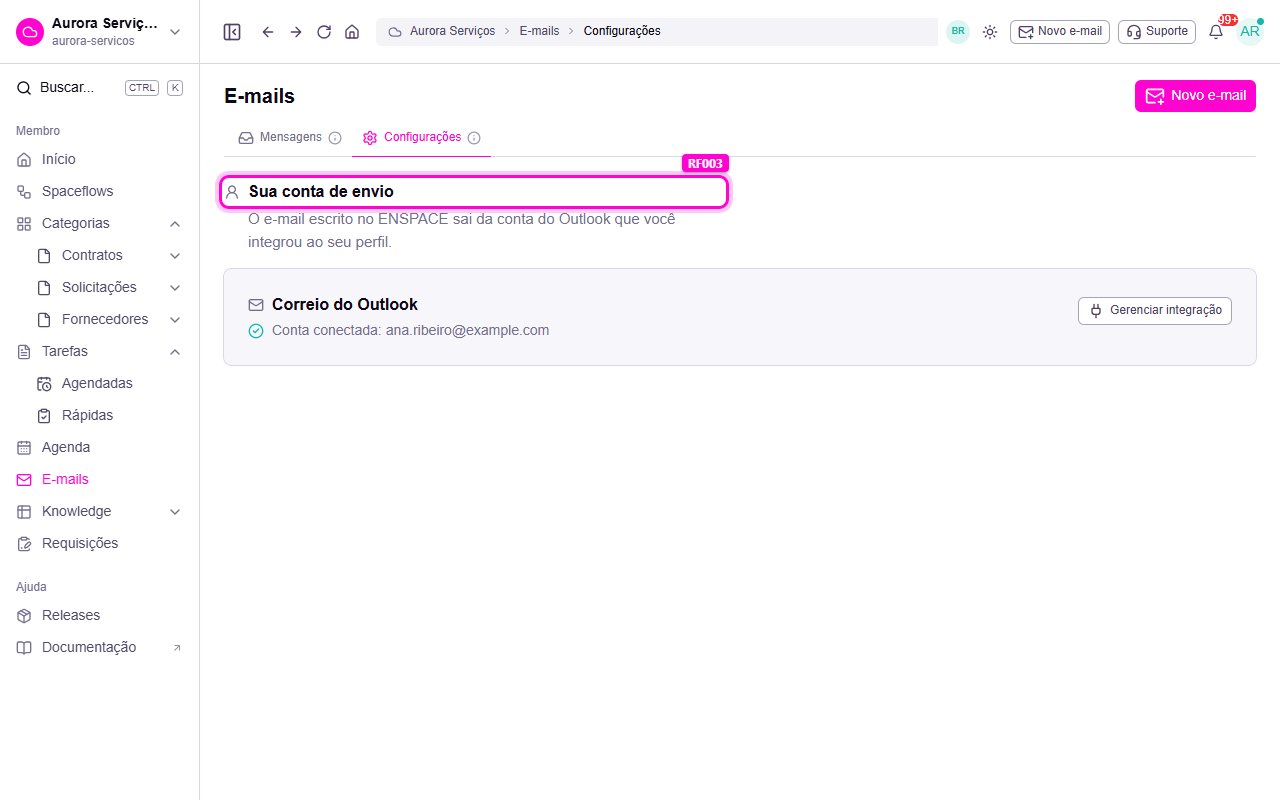 Aurora Serviç...
aurora-servicos
Aurora Serviços
E-mails
Configurações
BR
Novo e-mail
Suporte
99+
AR
Buscar...
CTRL
K
Membro
Início
Spaceflows
Categorias
Contratos
Solicitações
Fornecedores
Tarefas
Agendadas
Rápidas
Agenda
E-mails
Knowledge
Requisições
Ajuda
Releases
Documentação
E-mails
Novo e-mail
Mensagens
Configurações
RF003
Sua conta de envio
O e-mail escrito no ENSPACE sai da conta do Outlook que você
integrou ao seu perfil.
Correio do Outlook
Conta conectada: ana.ribeiro@example.com
Gerenciar integração